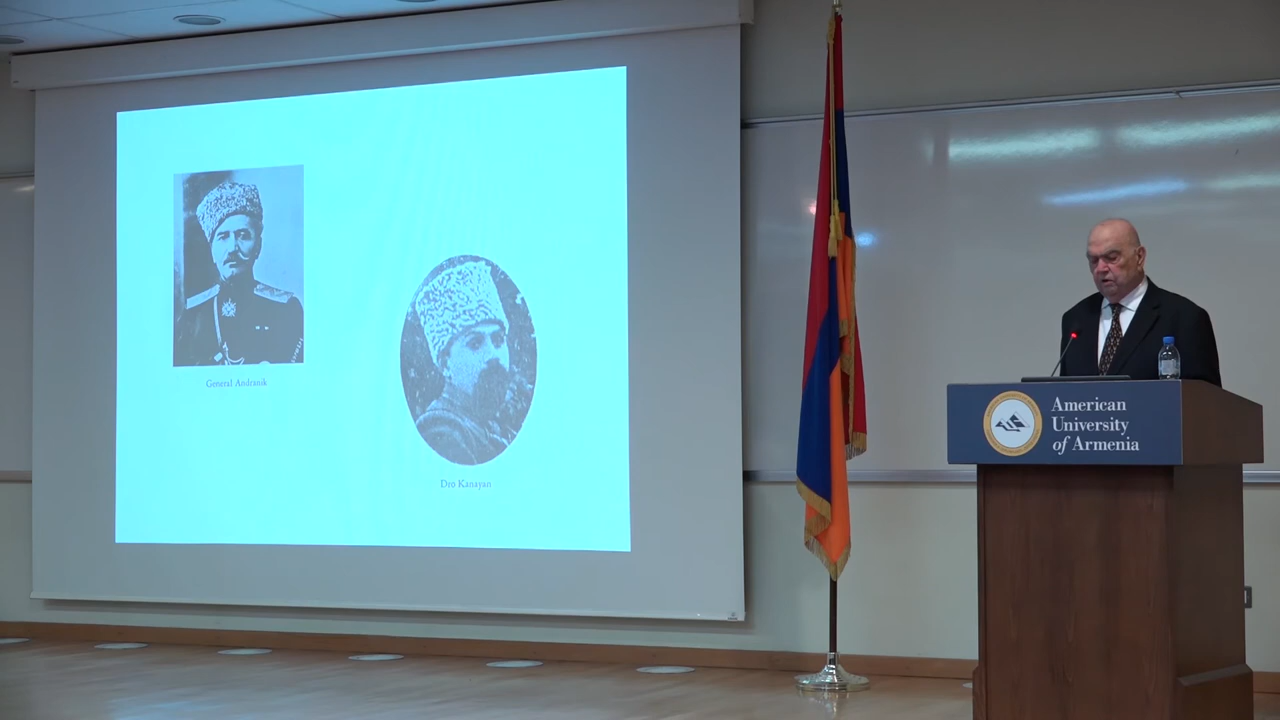 General Andranik
Dro Kanayan
American
University
of Armenia